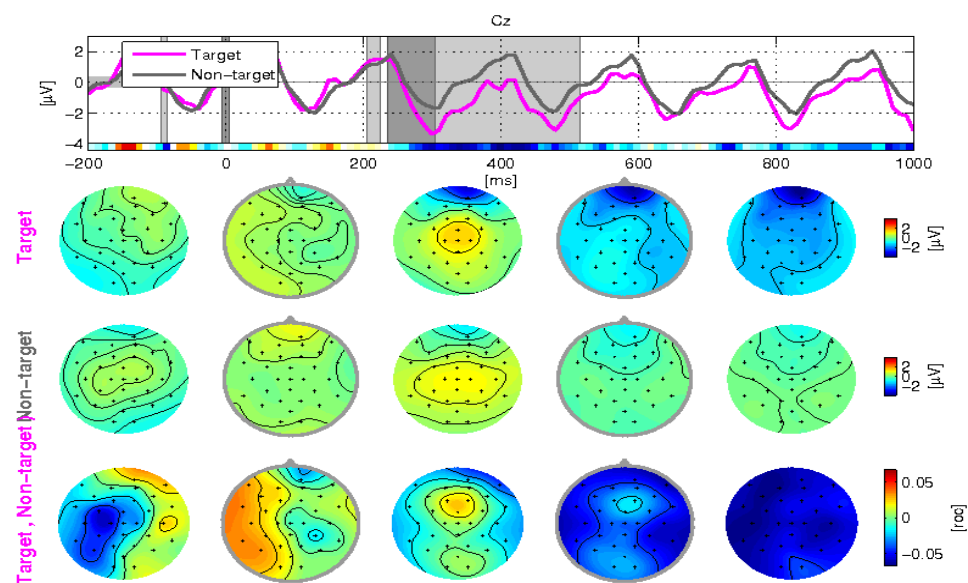 Cz
Target
Non-target
[μV]
2
0
−2
−4
−200
0
200
400
600
800
1000
[ms]
Target
2
0
−2
[μV]
Non-target
2
0
−2
[μV]
Target , Non-target
0.05
0
−0.05
[roc]